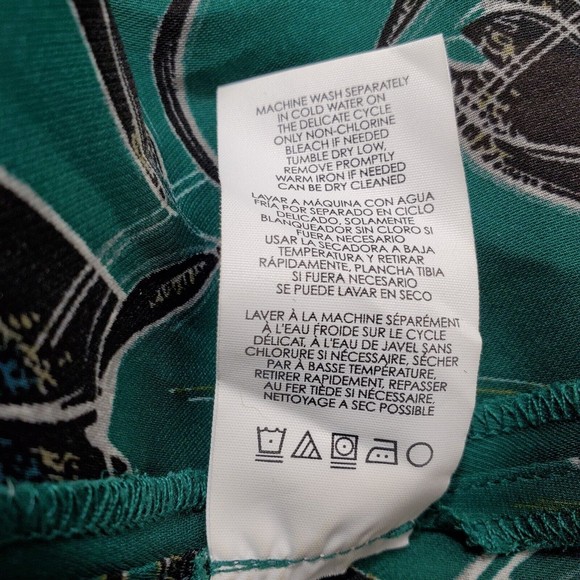 MACHINE WASH SEPARATELY
IN COLD WATER ON
THE DELICATE CYCLE
ONLY NON-CHLORINE
BLEACH IF NEEDED
TUMBLE DRY LOW,
REMOVE PROMPTLY
WARM IRON IF NEEDED
CAN BE DRY CLEANED
LAVAR A MÁQUINA CON AGUA
FRÍA POR SEPARADO EN CICLO
DELICADO, SOLAMENTE
BLANQUEADOR SIN CLORO SI
FUERA NECESARIO
USAR LA SECADORA A BAJA
TEMPERATURA Y RETIRAR
RÁPIDAMENTE, PLANCHA TIBIA
SI FUERA NECESARIO
SE PUEDE LAVAR EN SECO
LAVER À LA MACHINE SÉPARÉMENT
À L'EAU FROIDE SUR LE CYCLE
DÉLICAT, À L'EAU DE JAVEL SANS
CHLORURE SI NÉCESSAIRE, SÉCHER
PAR À BASSE TEMPÉRATURE,
RETIRER RAPIDEMENT, REPASSER
AU FER TIÈDE SI NÉCESSAIRE.
NETTOYAGE A SEC POSSIBLE